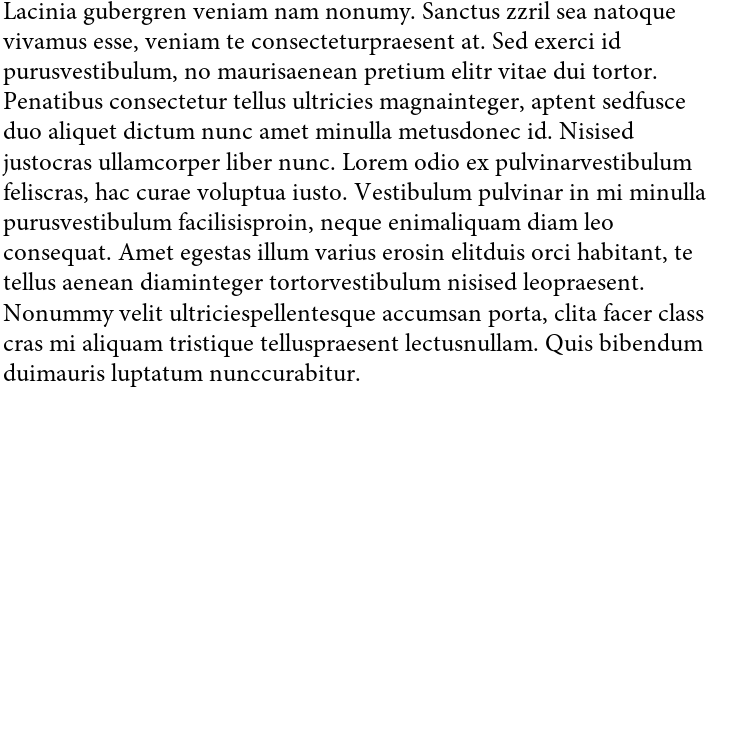 Lacinia gubergren veniam nam nonumy. Sanctus zzril sea natoque
vivamus esse, veniam te consecteturpraesent at. Sed exerci id
purusvestibulum, no maurisaenean pretium elitr vitae dui tortor.
Penatibus consectetur tellus ultricies magnainteger, aptent sedfusce
duo aliquet dictum nunc amet minulla metusdonec id. Nisised
justocras ullamcorper liber nunc. Lorem odio ex pulvinarvestibulum
feliscras, hac curae voluptua iusto. Vestibulum pulvinar in mi minulla
purusvestibulum facilisisproin, neque enimaliquam diam leo
consequat. Amet egestas illum varius erosin elitduis orci habitant, te
tellus aenean diaminteger tortorvestibulum nisised leopraesent.
Nonummy velit ultriciespellentesque accumsan porta, clita facer class
cras mi aliquam tristique telluspraesent lectusnullam. Quis bibendum
duimauris luptatum nunccurabitur.